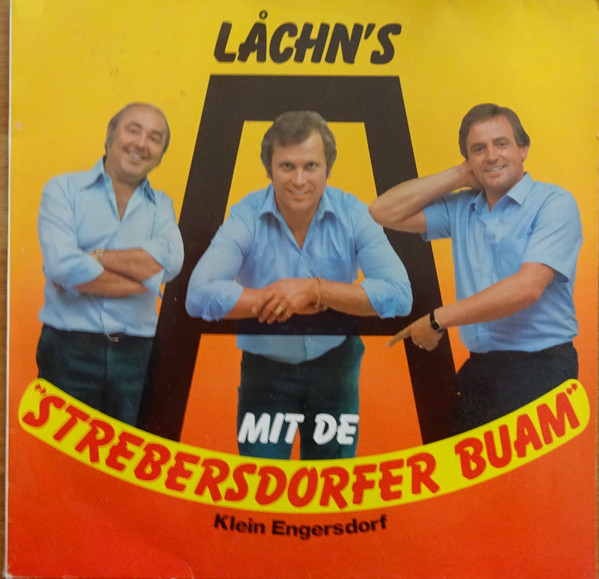 LÅCHN'S
A
MIT DE
"STREBERSDORFER BUAM"
Klein Engersdorf